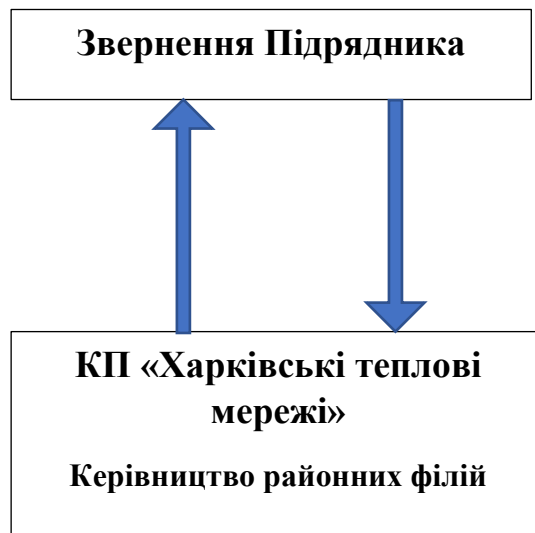 Звернення Підрядника
КП «Харківські теплові
мережі»
Керівництво районних філій